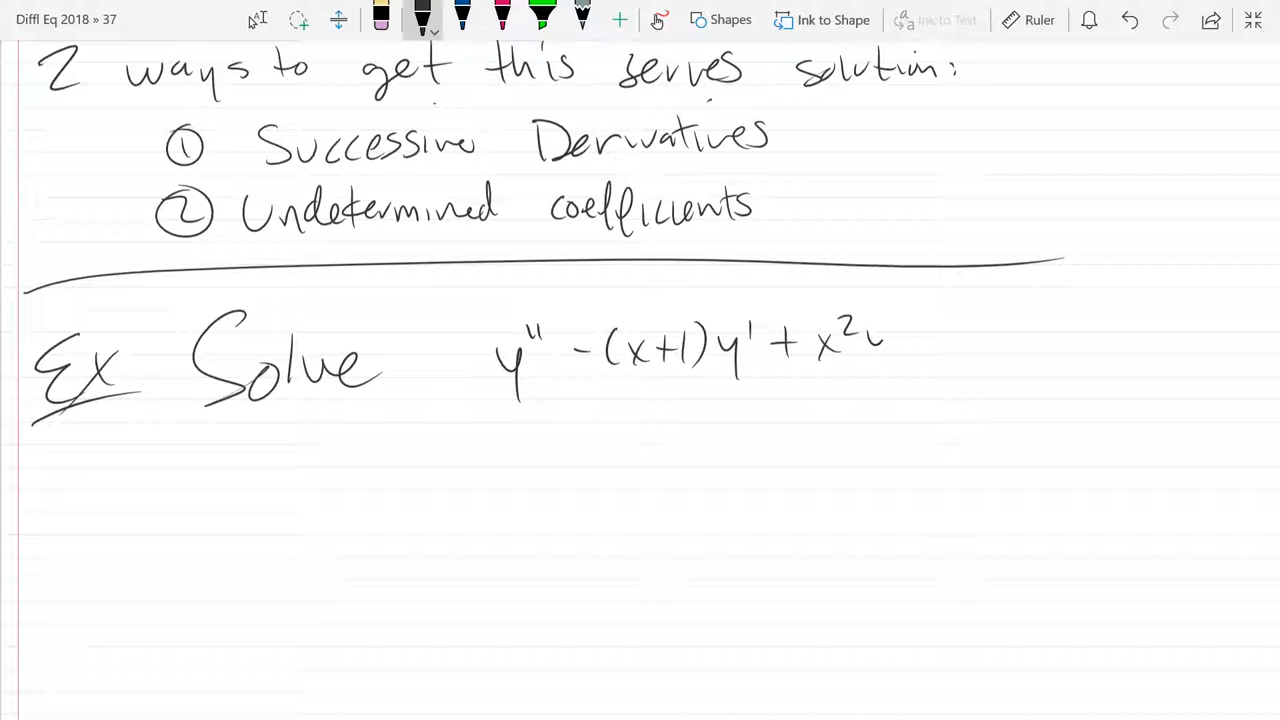 Diffl Eq 2018 » 37 Shapes Ink to Shape Ink to Text Ruler
2 ways to get this series solution:
① Successive Derivatives
② Undetermined coefficients
Ex Solve y'' - (x+1)y' + x²